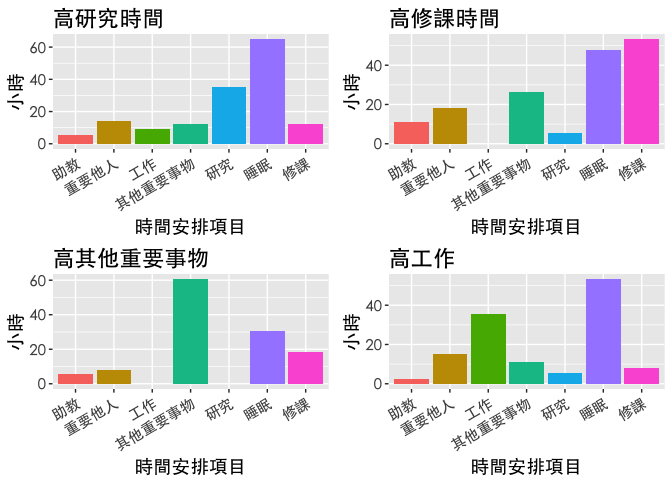 高研究時間
小時
60
40
20
0
助教
重要他人
工作
其他重要事物
研究
睡眠
修課
時間安排項目
高修課時間
小時
40
20
0
助教
重要他人
工作
其他重要事物
研究
睡眠
修課
時間安排項目
高其他重要事物
小時
60
40
20
0
助教
重要他人
工作
其他重要事物
研究
睡眠
修課
時間安排項目
高工作
小時
40
20
0
助教
重要他人
工作
其他重要事物
研究
睡眠
修課
時間安排項目